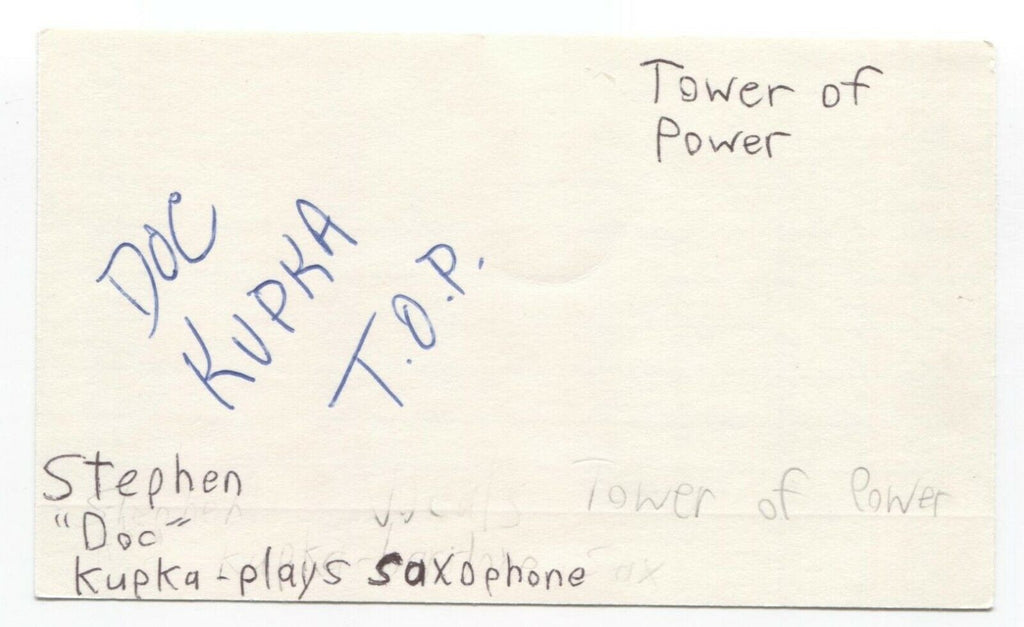 Tower of
Power
DOC
KUPKA
T.O.P.
Stephen
"Doc"
Kupka - plays saxophone
Tower of Power